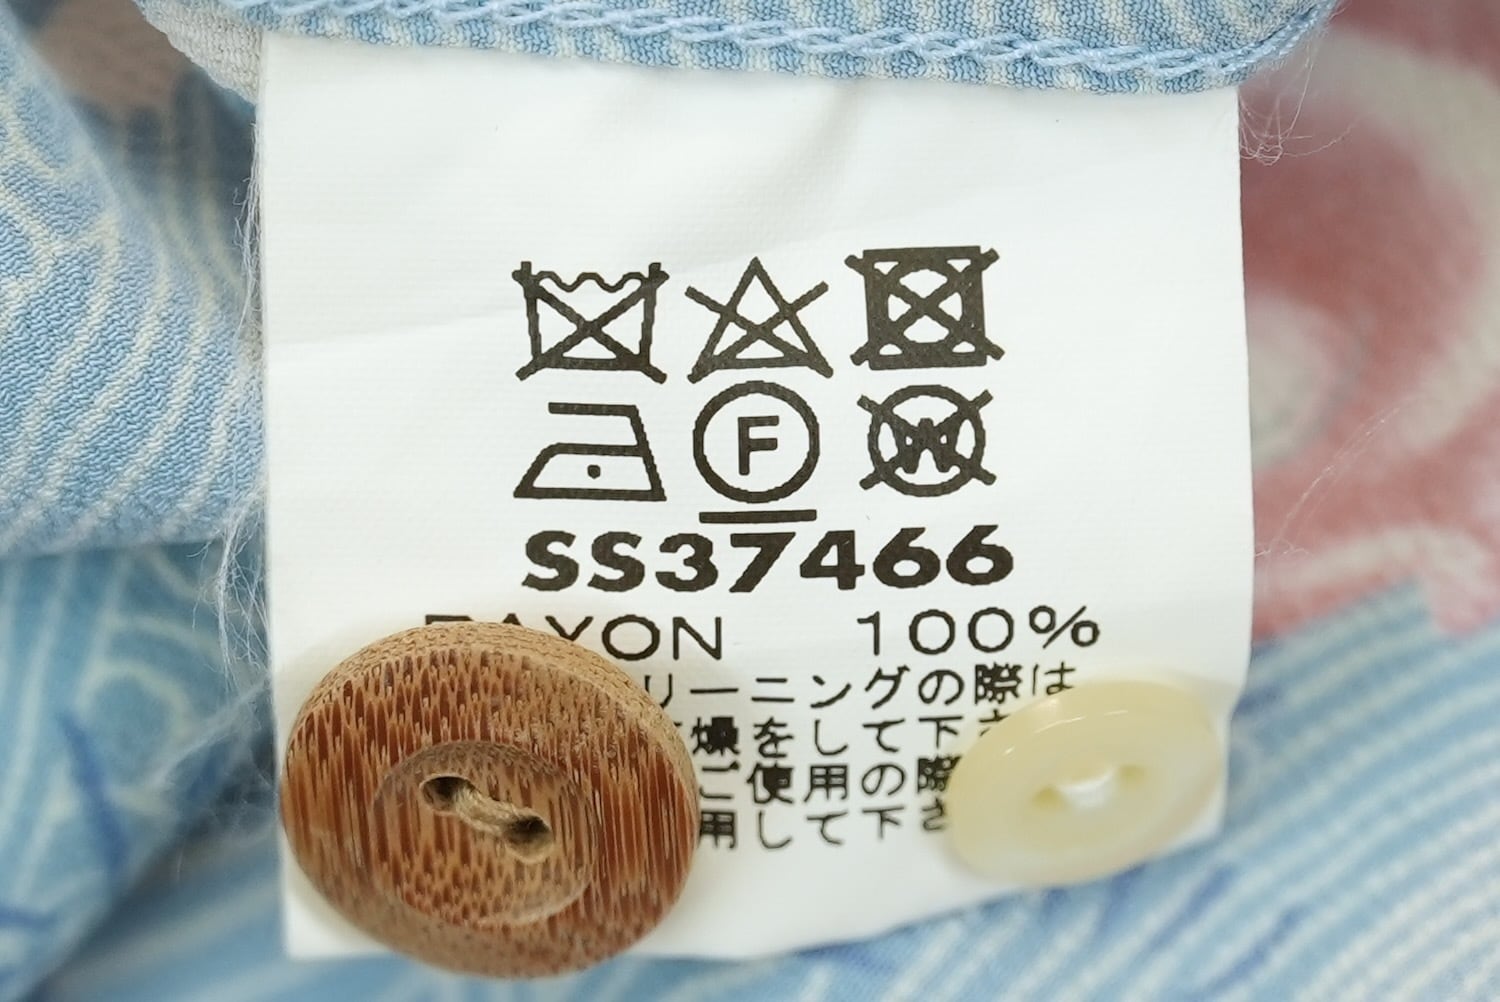 F W
SS37466
RAYON 100%
リーニングの際は
燥をして下さ
ご使用の際
用して下さ